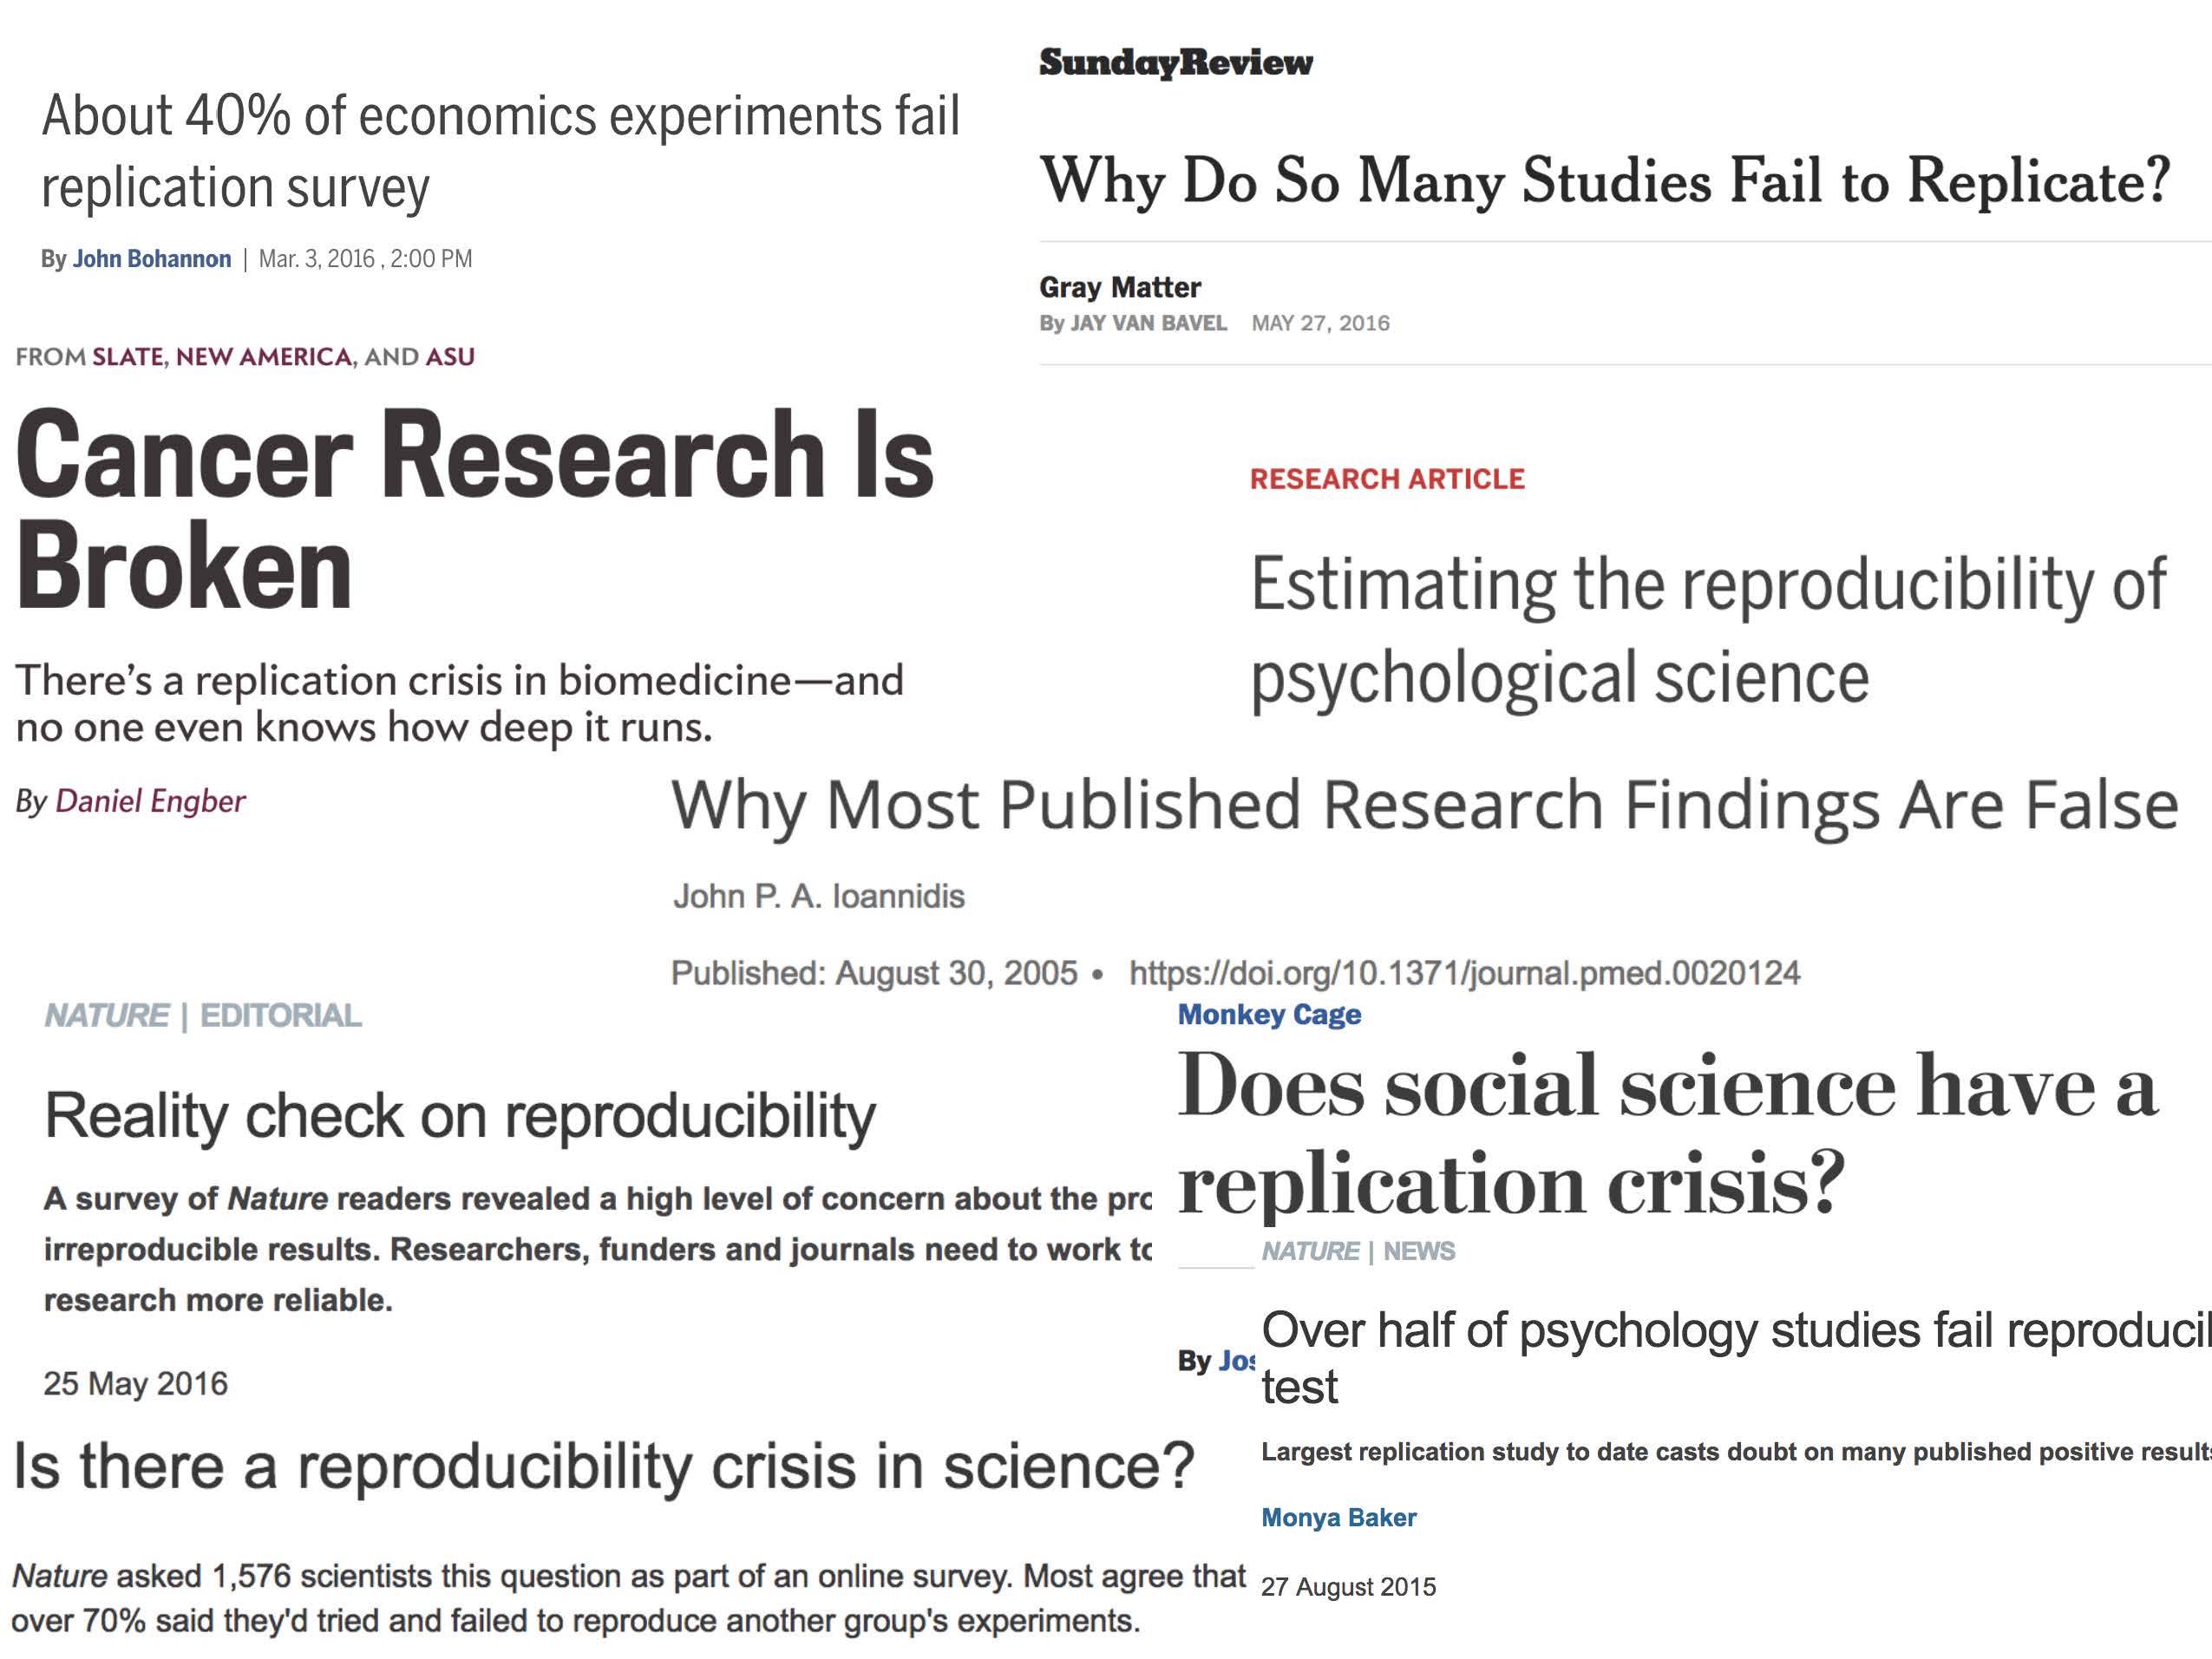 About 40% of economics experiments fail
replication survey
By John Bohannon | Mar. 3, 2016 , 2:00 PM
SundayReview
Why Do So Many Studies Fail to Replicate?
Gray Matter
By JAY VAN BAVEL MAY 27, 2016
FROM SLATE, NEW AMERICA, AND ASU
Cancer Research Is
Broken
There's a replication crisis in biomedicine—and
no one even knows how deep it runs.
By Daniel Engber
RESEARCH ARTICLE
Estimating the reproducibility of
psychological science
Why Most Published Research Findings Are False
John P. A. Ioannidis
Published: August 30, 2005 • https://doi.org/10.1371/journal.pmed.0020124
NATURE | EDITORIAL
Reality check on reproducibility
A survey of Nature readers revealed a high level of concern about the
irreproducible results. Researchers, funders and journals need to work
research more reliable.
25 May 2016
Monkey Cage
Does social science have a
replication crisis?
By
NATURE | NEWS
Over half of psychology studies fail
test
Largest replication study to date casts doubt on many published positive results
Monya Baker
27 August 2015
Is there a reproducibility crisis in science?
Nature asked 1,576 scientists this question as part of an online survey. Most agree that
over 70% said they'd tried and failed to reproduce another group's experiments.